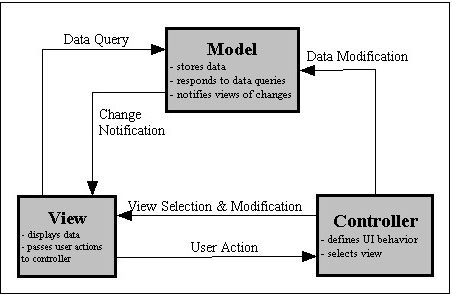 Data Query
Model
- stores data
- responds to data queries
- notifies views of changes
Data Modification
Change
Notification
View Selection & Modification
View
- displays data
- passes user actions
to controller
User Action
Controller
- defines UI behavior
- selects view